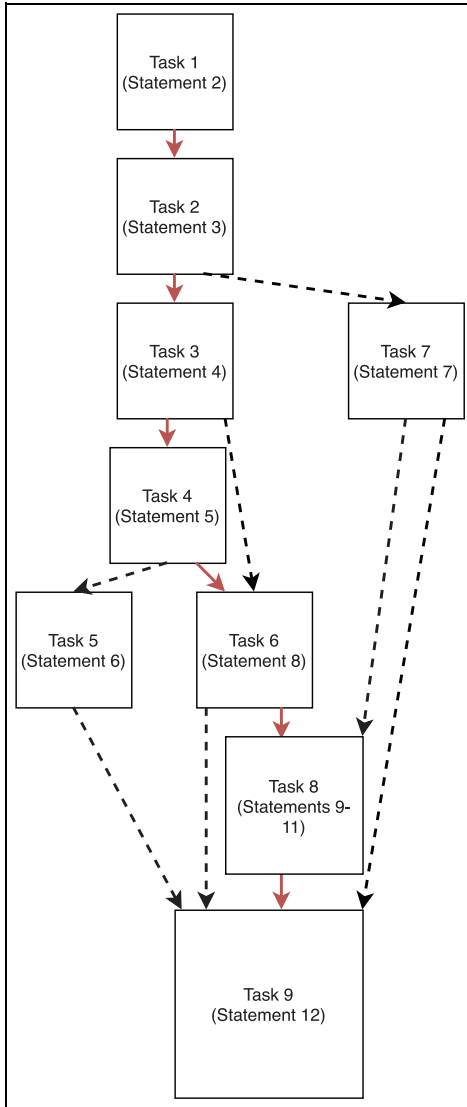 Task 1
(Statement 2)
Task 2
(Statement 3)
Task 3
(Statement 4)
Task 7
(Statement 7)
Task 4
(Statement 5)
Task 5
(Statement 6)
Task 6
(Statement 8)
Task 8
(Statements 9-
11)
Task 9
(Statement 12)